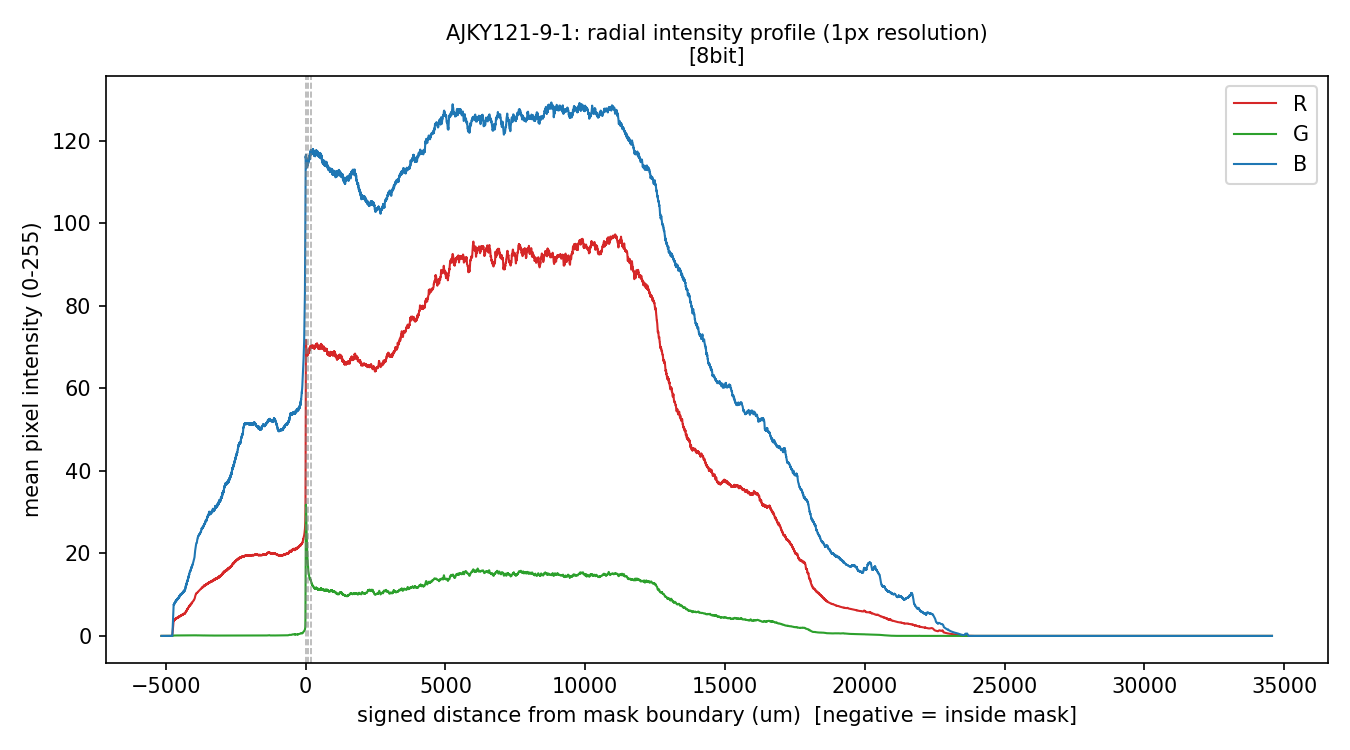 AJKY121-9-1: radial intensity profile (1px resolution)
[8bit]
R
G
B
mean pixel intensity (0-255)
120
100
80
60
40
20
0
−5000 0 5000 10000 15000 20000 25000 30000 35000
signed distance from mask boundary (um) [negative = inside mask]